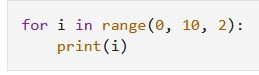 for i in range(0, 10, 2):
    print(i)